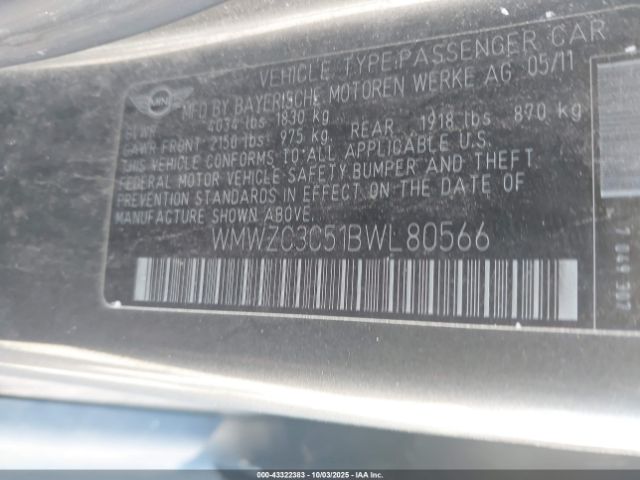 VEHICLE TYPE:PASSENGER CAR
MINI
MFD BY BAYERISCHE MOTOREN WERKE AG 05/11
GVWR 4034 lbs 1830 kg
GAWR FRONT 2150 lbs 975 kg REAR 1918 lbs 870 kg
THIS VEHICLE CONFORMS TO ALL APPLICABLE U.S.
FEDERAL MOTOR VEHICLE SAFETY,BUMPER AND THEFT
PREVENTION STANDARDS IN EFFECT ON THE DATE OF
MANUFACTURE SHOWN ABOVE.
WMWZC3C51BWL80566
000-43322383 - 10/03/2025 - IAAI